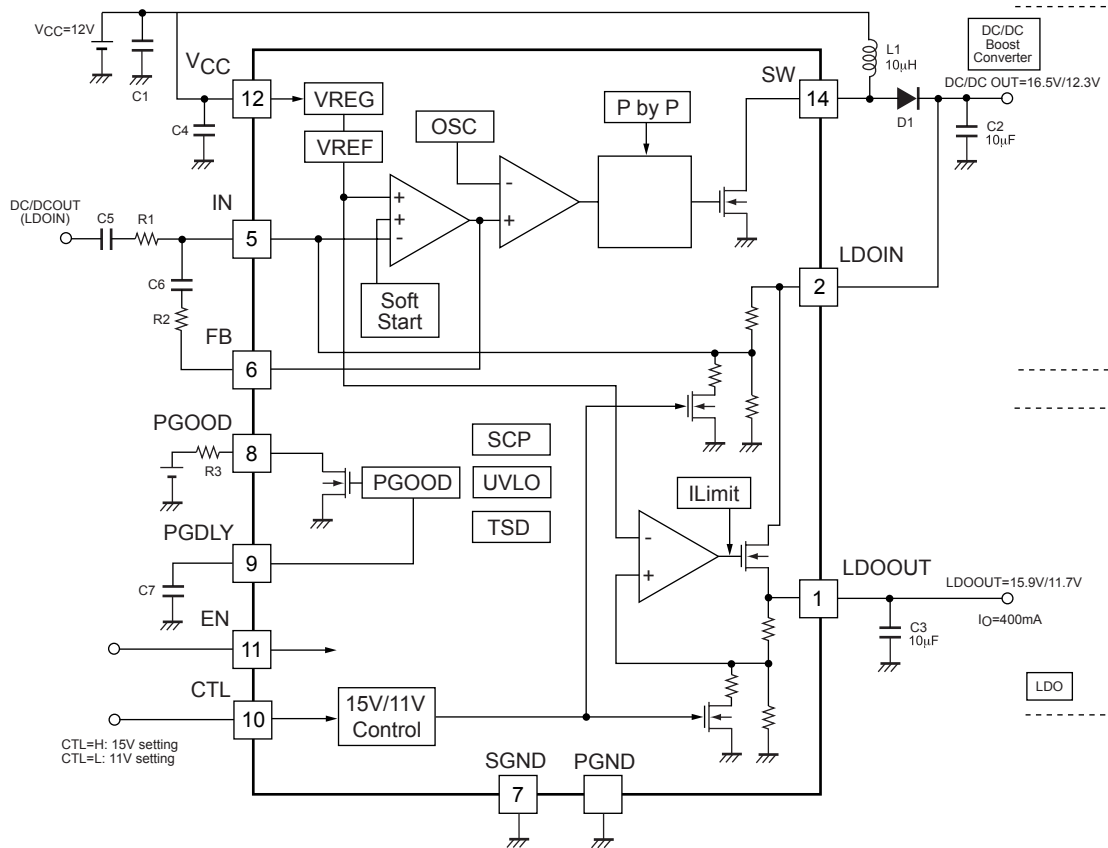 VCC=12V
C1
VCC
12
C4
VREG
VREF
OSC
P by P
SW
14
L1
10µH
D1
DC/DC
Boost
Converter
DC/DC OUT=16.5V/12.3V
C2
10µF
DC/DCOUT
(LDOIN)
C5
R1
IN
5
+
+
-
-
+
C6
R2
Soft
Start
LDOIN
2
FB
6
PGOOD
8
R3
PGOOD
SCP
UVLO
TSD
ILimit
-
+
PGDLY
9
C7
LDOOUT
1
LDOOUT=15.9V/11.7V
IO=400mA
C3
10µF
EN
11
CTL
10
15V/11V
Control
CTL=H: 15V setting
CTL=L: 11V setting
LDO
SGND
7
PGND